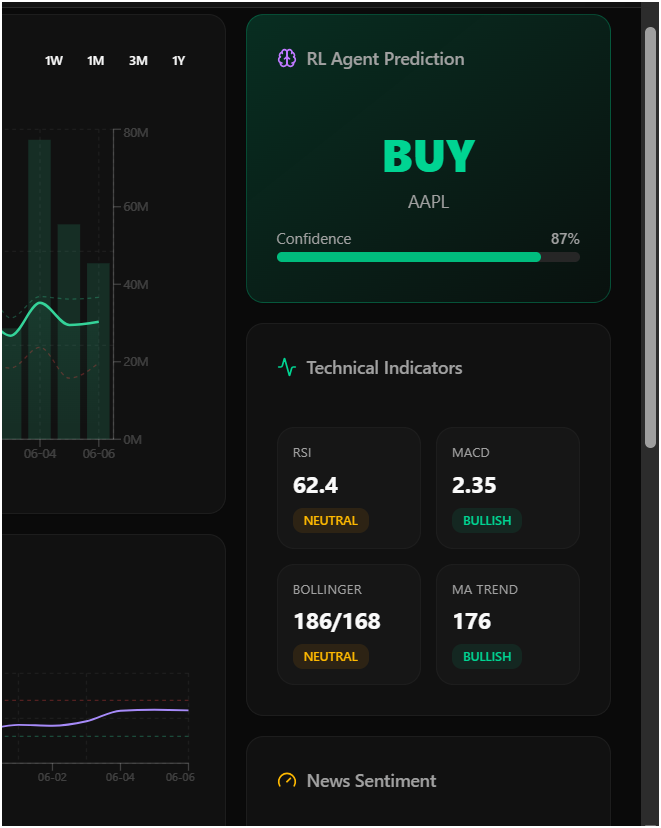 1W 1M 3M 1Y
80M
60M
40M
20M
0M
06-04 06-06
06-02 06-04 06-06
RL Agent Prediction
BUY
AAPL
Confidence 87%
Technical Indicators
RSI
62.4
NEUTRAL
MACD
2.35
BULLISH
BOLLINGER
186/168
NEUTRAL
MA TREND
176
BULLISH
News Sentiment